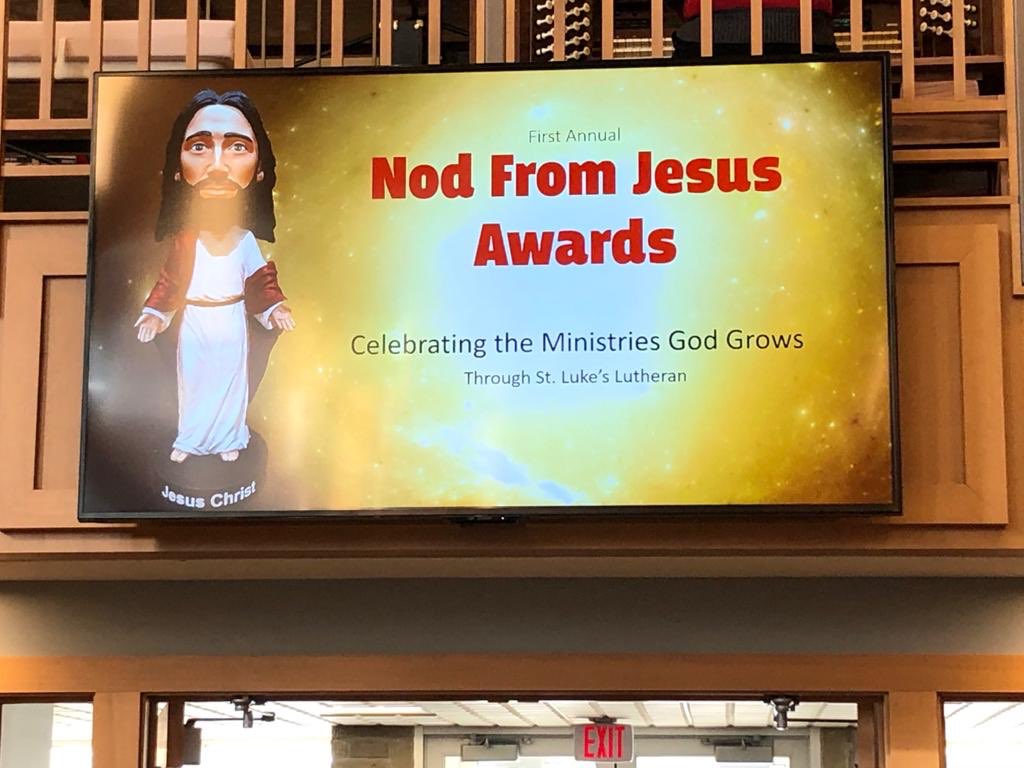 First Annual
Nod From Jesus
Awards
Celebrating the Ministries God Grows
Through St. Luke's Lutheran
Jesus Christ
EXIT